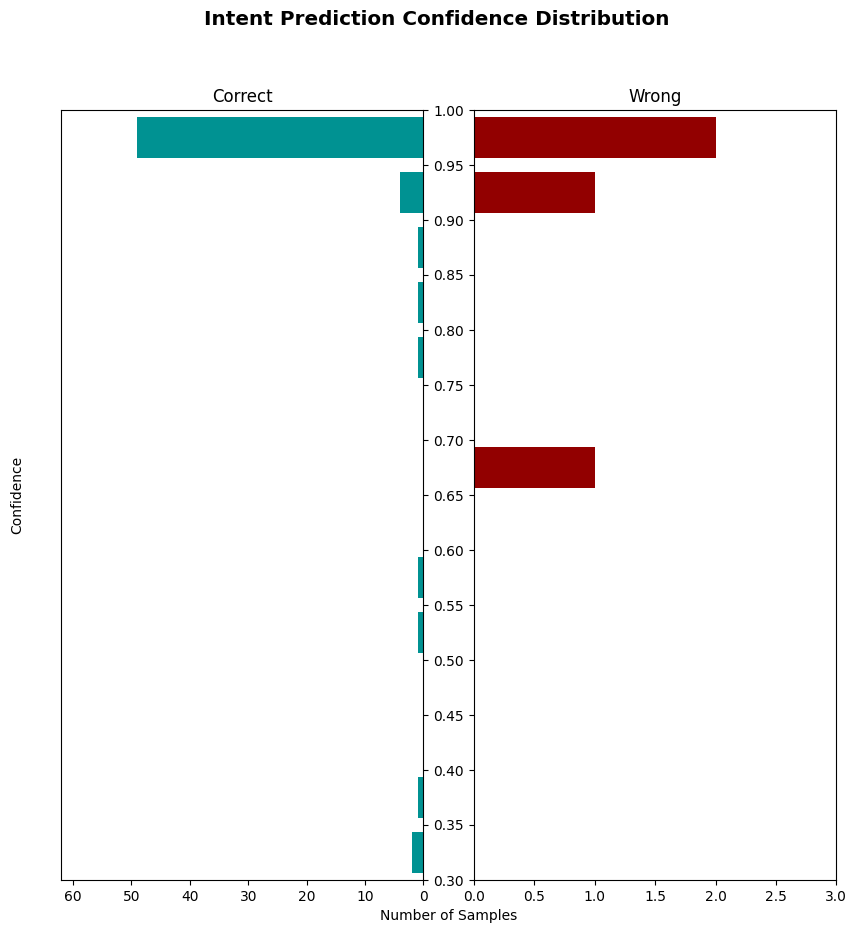 Intent Prediction Confidence Distribution
Correct
Wrong
1.00
0.95
0.90
0.85
0.80
0.75
0.70
0.65
0.60
0.55
0.50
0.45
0.40
0.35
0.30
Confidence
60 50 40 30 20 10 0
0.0 0.5 1.0 1.5 2.0 2.5 3.0
Number of Samples